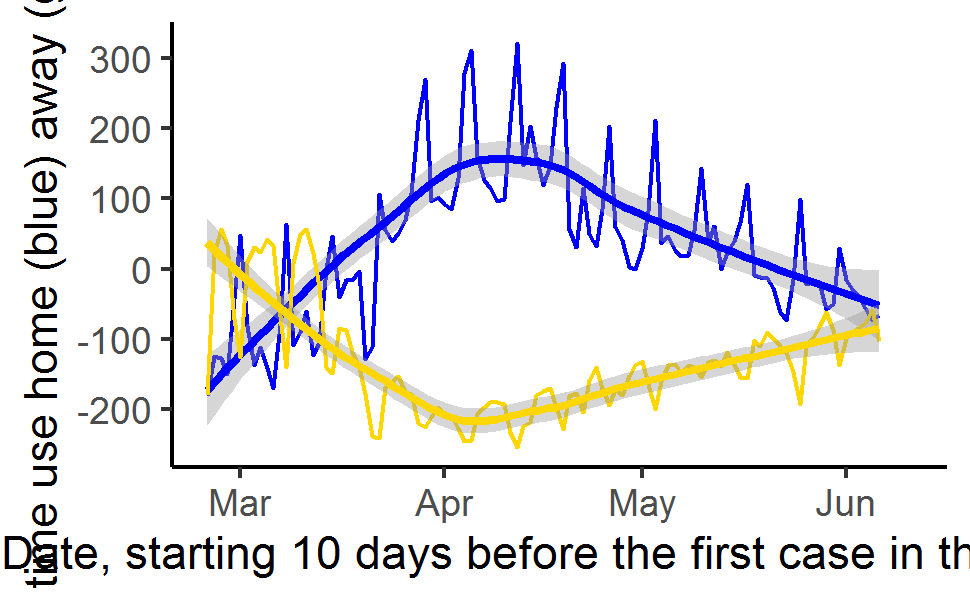 time use home (blue) away (
300
200
100
0
-100
-200
Mar Apr May Jun
Date, starting 10 days before the first case in th